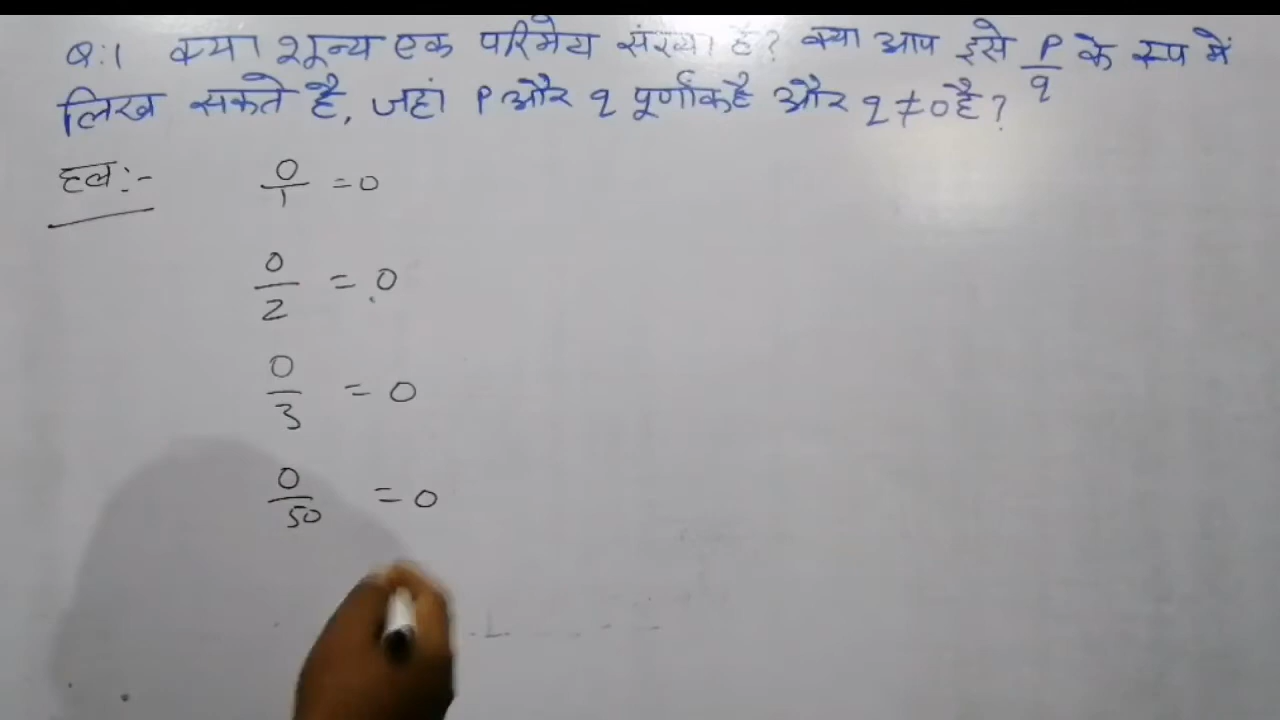 Q:1 क्या शून्य एक परिमेय संख्या है? क्या आप इसे P/q के रूप में
लिख सकते है, जहां P और q पूर्णांक है और q ≠ 0 है?
हल:-
0/1 = 0
0/2 = 0
0/3 = 0
0/50 = 0